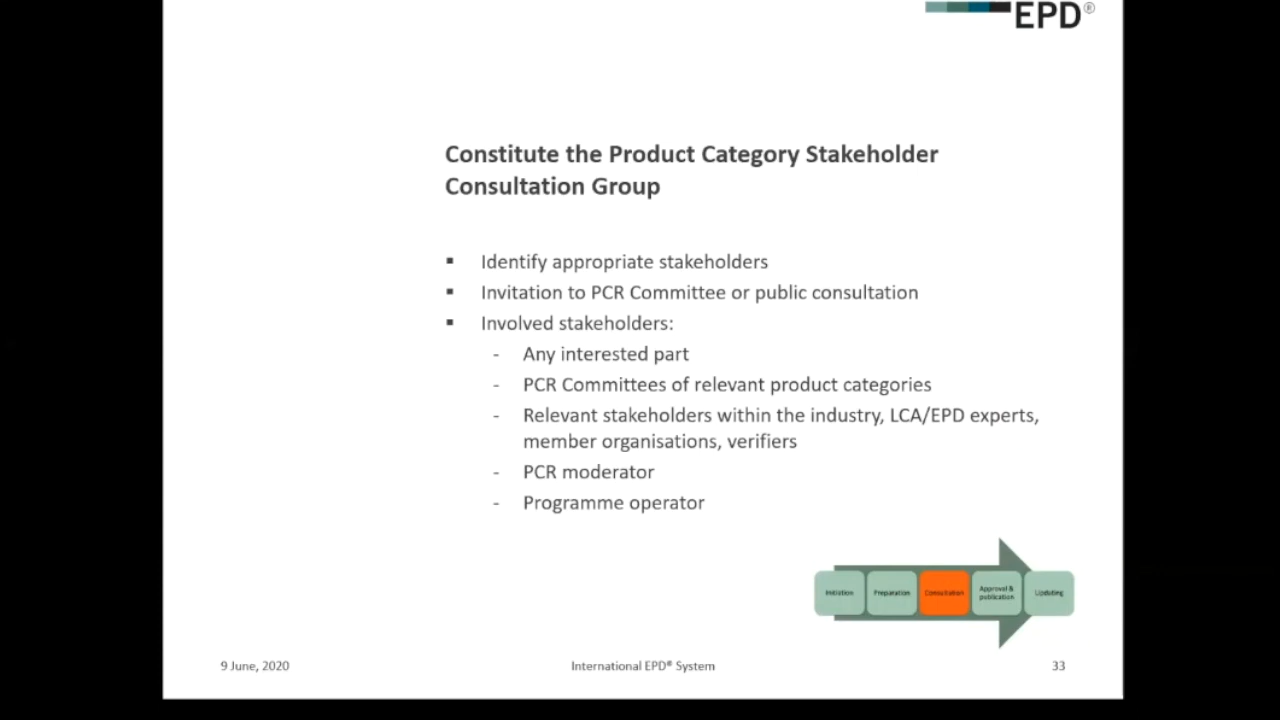 EPD®
Constitute the Product Category Stakeholder
Consultation Group
▪ Identify appropriate stakeholders
▪ Invitation to PCR Committee or public consultation
▪ Involved stakeholders:
- Any interested part
- PCR Committees of relevant product categories
- Relevant stakeholders within the industry, LCA/EPD experts,
member organisations, verifiers
- PCR moderator
- Programme operator
Initiation
Preparation
Consultation
Approval &
publication
Updating
9 June, 2020
International EPD® System
33